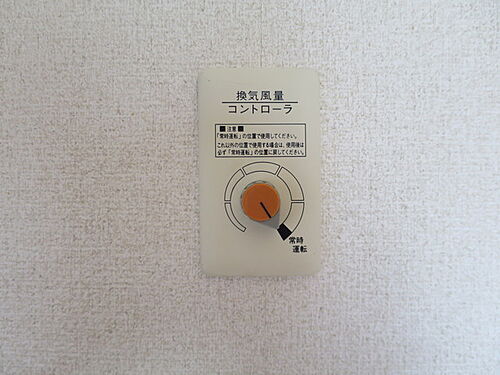 換気風量
コントローラ
■注意■
「常時運転」の位置で使用してください。
これ以外の位置で使用する場合は、使用後は
必ず「常時運転」の位置に戻してください。
常時
運転